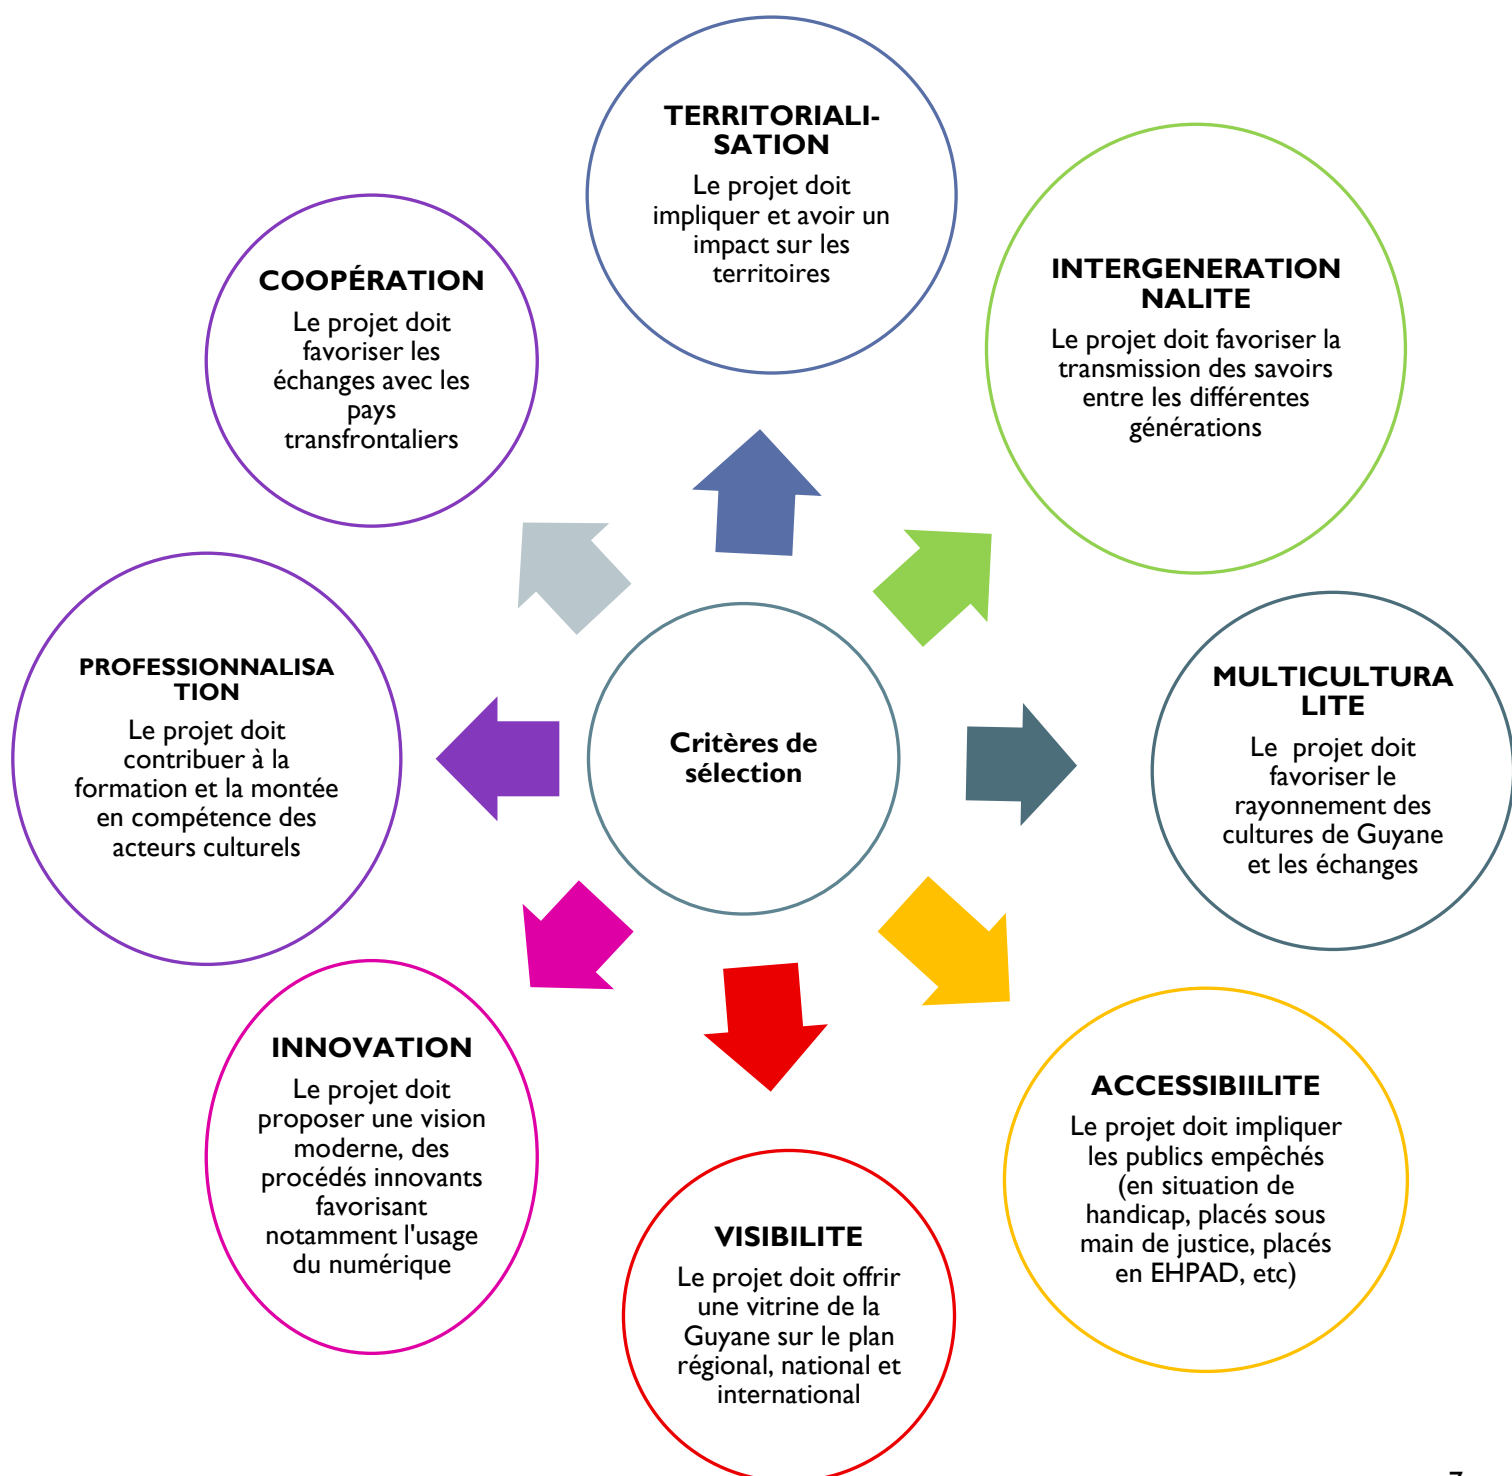 TERRITORIALI-
SATION
Le projet doit
impliquer et avoir un
impact sur les
territoires
INTERGENERATION
NALITE
Le projet doit favoriser la
transmission des savoirs
entre les différentes
générations
MULTICULTURA
LITE
Le  projet doit
favoriser le
rayonnement des
cultures de Guyane
et les échanges
ACCESSIBIILITE
Le projet doit impliquer
les publics empêchés
(en situation de
handicap, placés sous
main de justice, placés
en EHPAD, etc)
VISIBILITE
Le projet doit offrir
une vitrine de la
Guyane sur le plan
régional, national et
international
INNOVATION
Le projet doit
proposer une vision
moderne, des
procédés innovants
favorisant
notamment l'usage
du numérique
PROFESSIONNALISA
TION
Le projet doit
contribuer à la
formation et la montée
en compétence des
acteurs culturels
COOPÉRATION
Le projet doit
favoriser les
échanges avec les
pays
transfrontaliers
Critères de
sélection